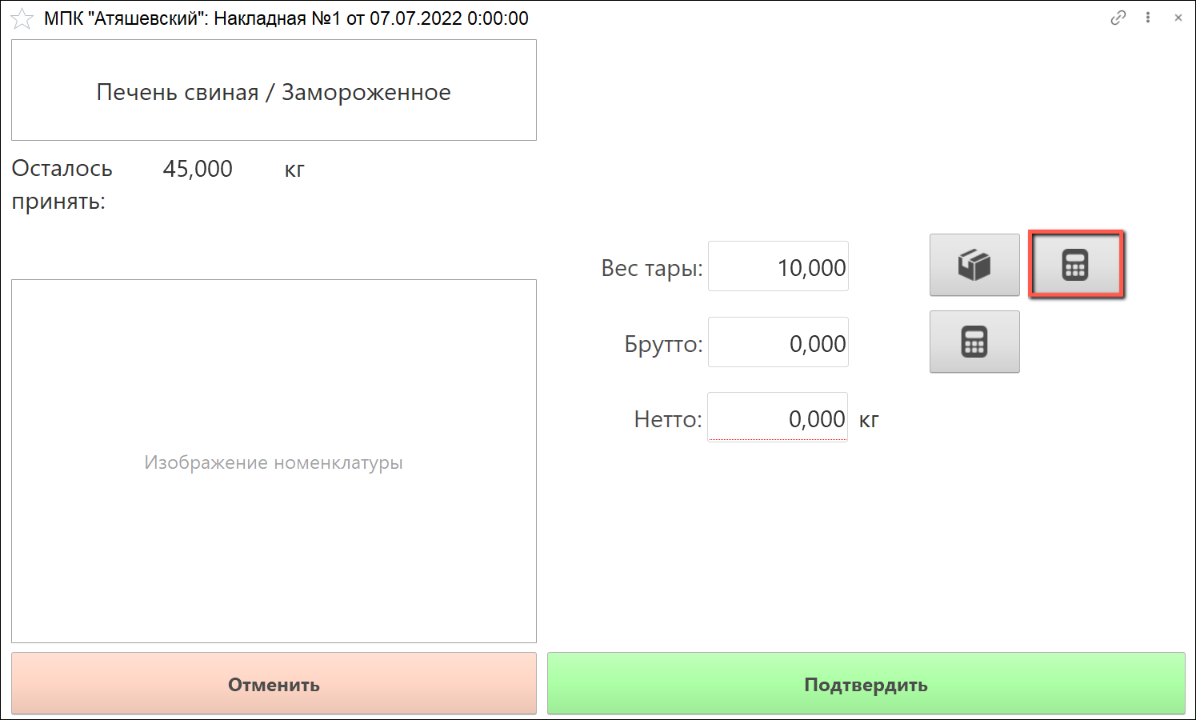 МПК "Атяшевский": Накладная №1 от 07.07.2022 0:00:00
Печень свиная / Замороженное
Осталось 45,000 кг
принять:
Вес тары: 10,000
Брутто: 0,000
Нетто: 0,000 кг
Изображение номенклатуры
Отменить
Подтвердить